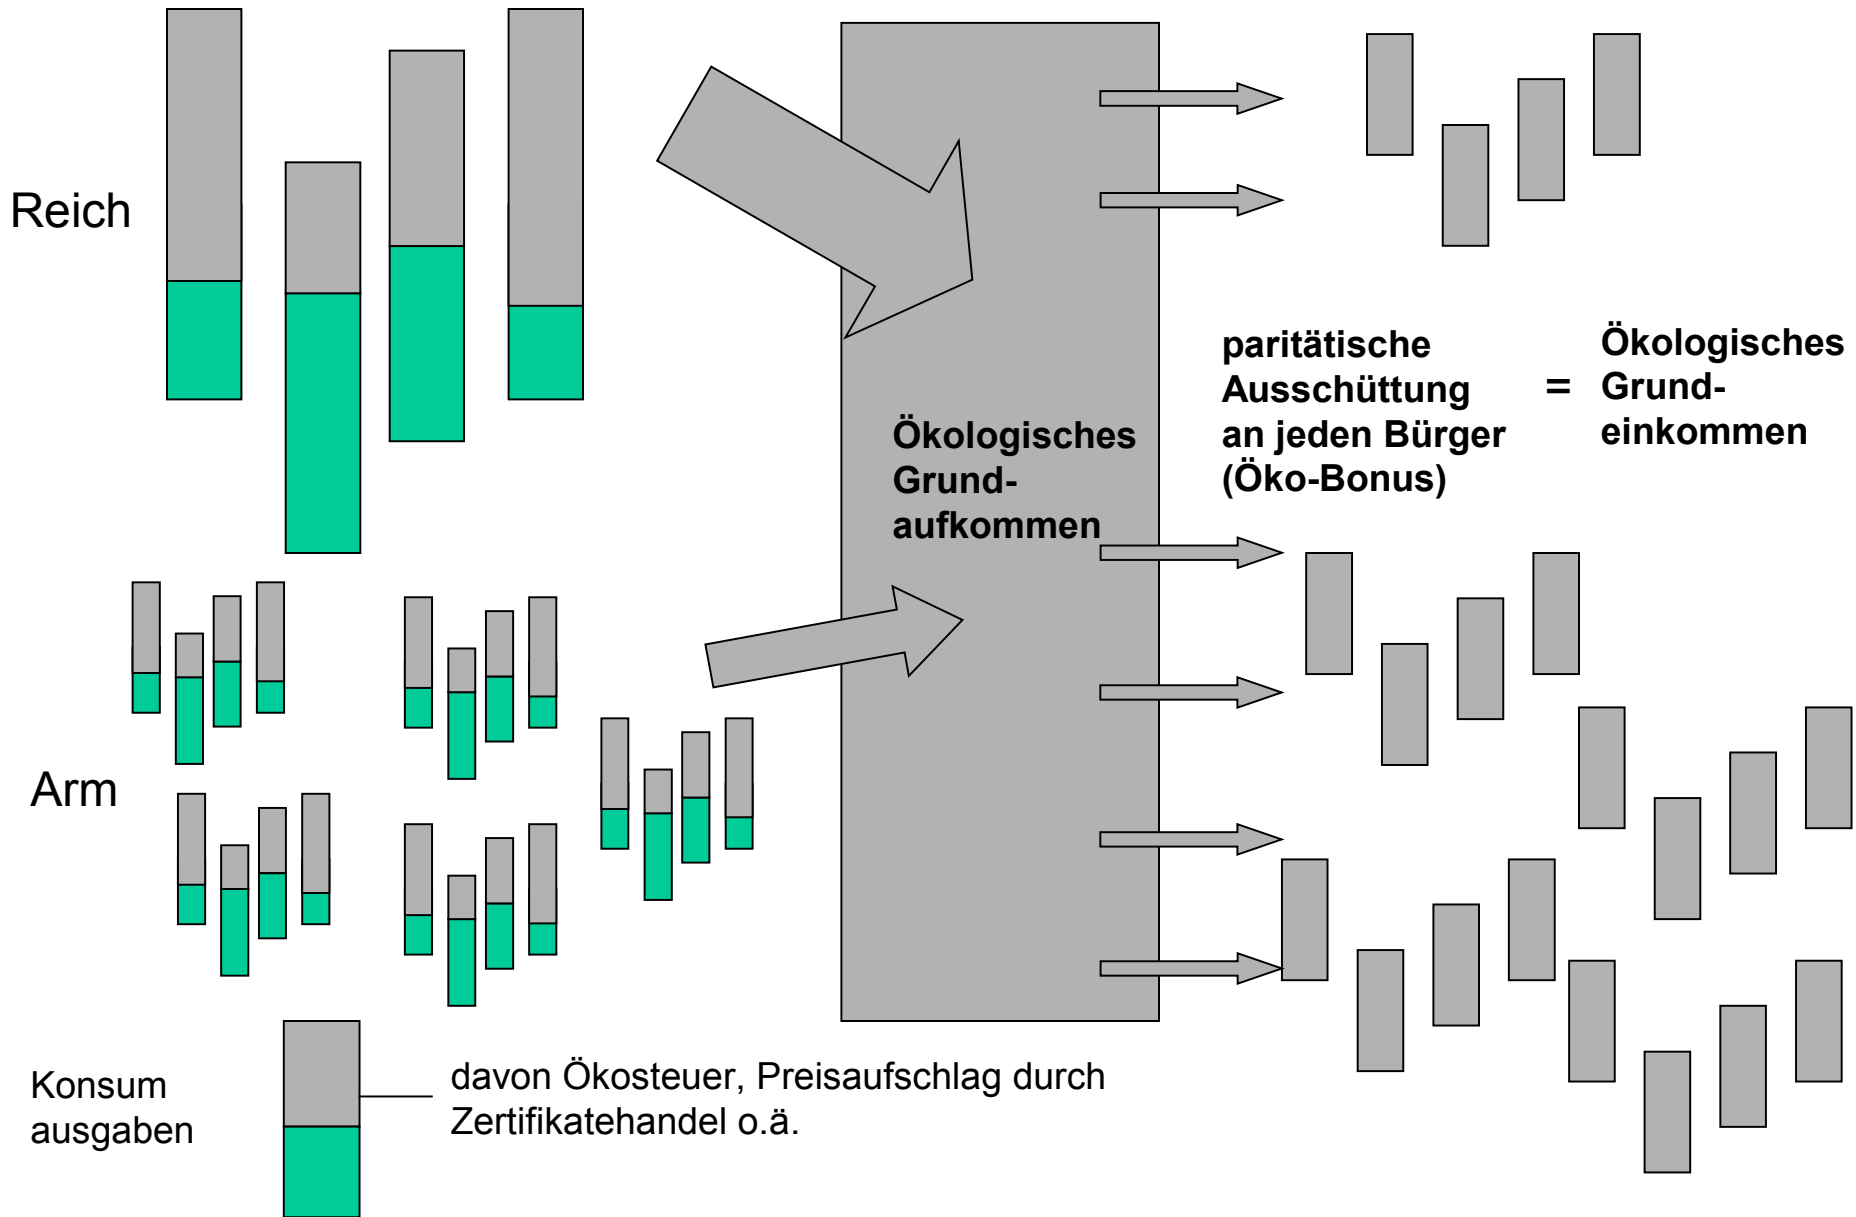 Reich
Ökologisches
Grund-
aufkommen
paritätische
Ausschüttung
an jeden Bürger
(Öko-Bonus)
=
Ökologisches
Grund-
einkommen
Arm
Konsum
ausgaben
davon Ökosteuer, Preisaufschlag durch
Zertifikatehandel o.ä.